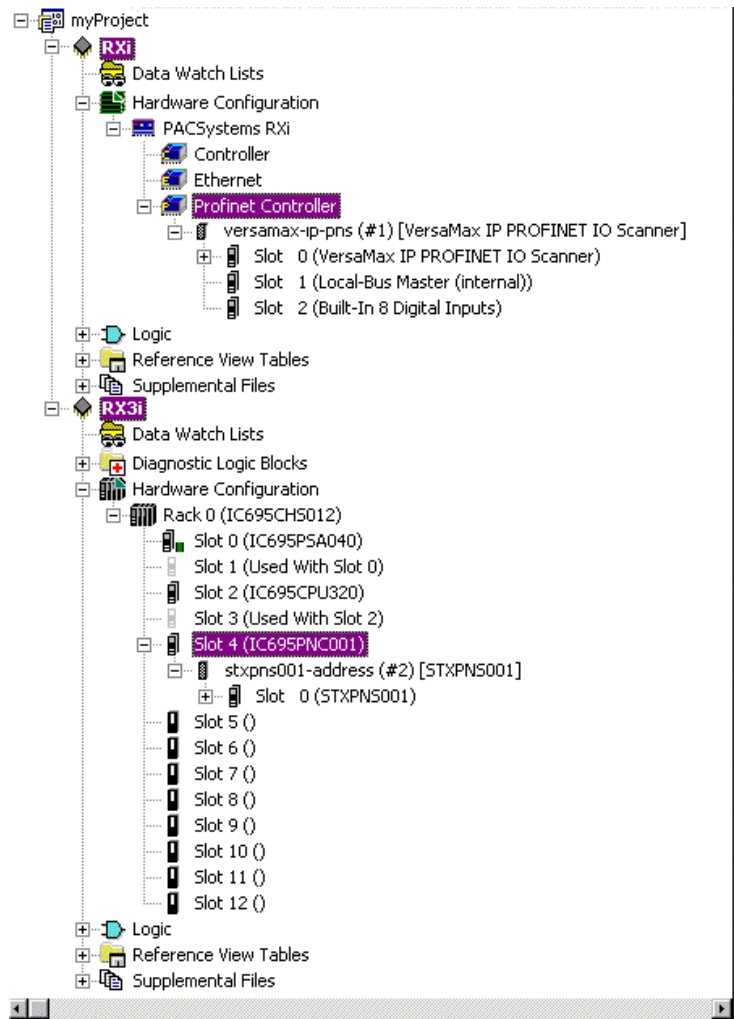 myProject
RXi
Data Watch Lists
Hardware Configuration
PACSystems RXi
Controller
Ethernet
Profinet Controller
versamax-ip-pns (#1) [VersaMax IP PROFINET IO Scanner]
Slot 0 (VersaMax IP PROFINET IO Scanner)
Slot 1 (Local-Bus Master (internal))
Slot 2 (Built-In 8 Digital Inputs)
Logic
Reference View Tables
Supplemental Files
RX3i
Data Watch Lists
Diagnostic Logic Blocks
Hardware Configuration
Rack 0 (IC695CHS012)
Slot 0 (IC695PSA040)
Slot 1 (Used With Slot 0)
Slot 2 (IC695CPU320)
Slot 3 (Used With Slot 2)
Slot 4 (IC695PNC001)
stxpns001-address (#2) [STXPNS001]
Slot 0 (STXPNS001)
Slot 5 ()
Slot 6 ()
Slot 7 ()
Slot 8 ()
Slot 9 ()
Slot 10 ()
Slot 11 ()
Slot 12 ()
Logic
Reference View Tables
Supplemental Files